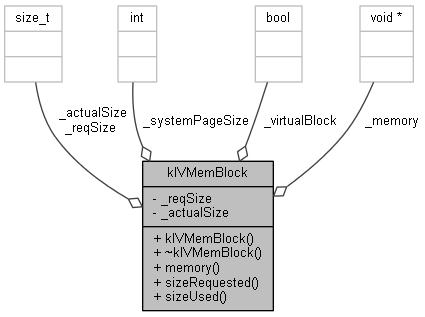 size_t
int
bool
void *
_actualSize
_reqSize
_systemPageSize
_virtualBlock
_memory
kIVMemBlock
- _reqSize
- _actualSize
+ kIVMemBlock()
+ ~kIVMemBlock()
+ memory()
+ sizeRequested()
+ sizeUsed()